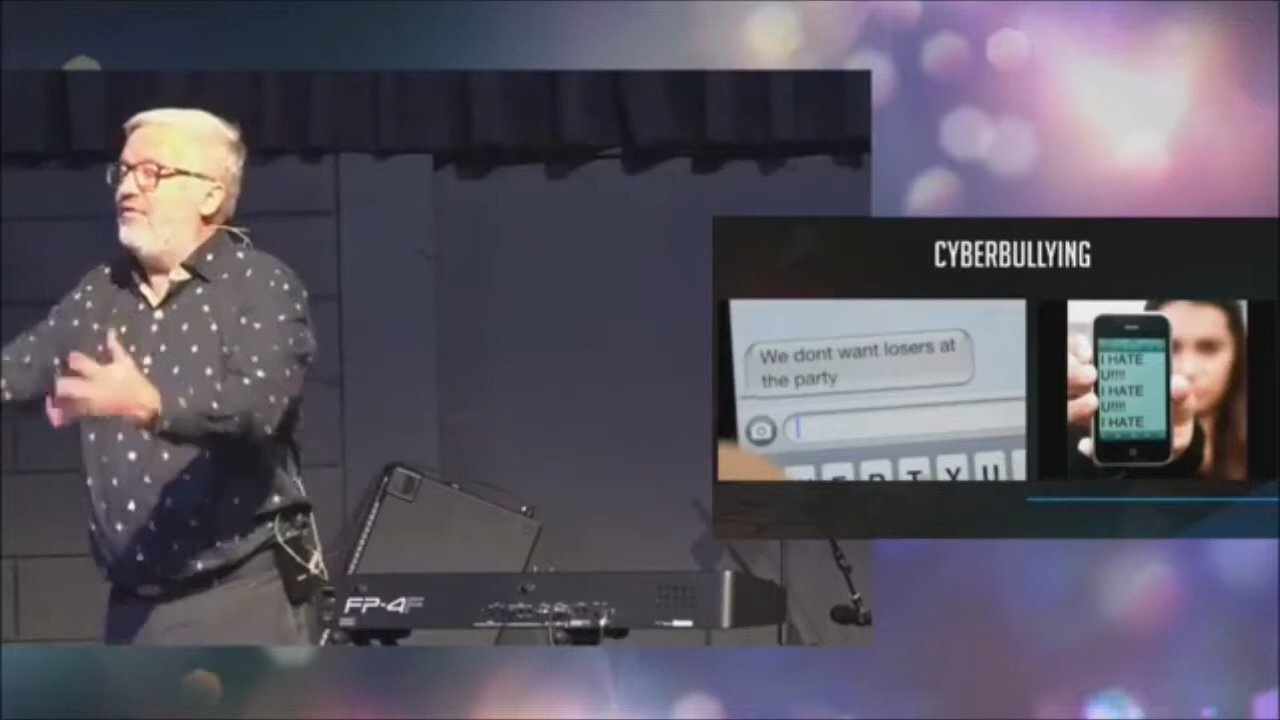 CYBERBULLYING
We dont want losers at
the party
I HATE
U!!!!
I HATE
U!!!!
I HATE
T Y U
FP-4F